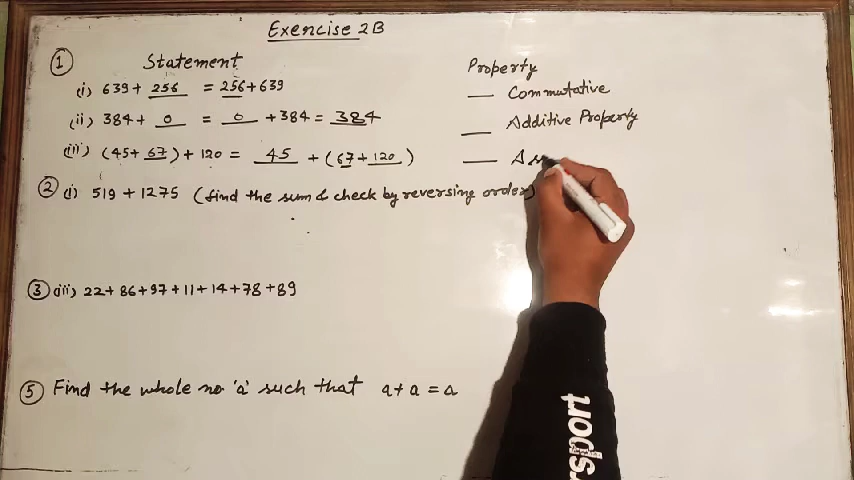 Exercise 2B
① Statement Property
(i) 639 + 256 = 256 + 639 — Commutative
(ii) 384 + 0 = 0 + 384 = 384 — Additive Property
(iii) (45 + 67) + 120 = 45 + (67 + 120) —
② (i) 519 + 1275 (find the sum & check by reversing order)
③ (iii) 22 + 86 + 97 + 11 + 14 + 78 + 89
⑤ Find the whole no 'a' such that a + a = a
rsport